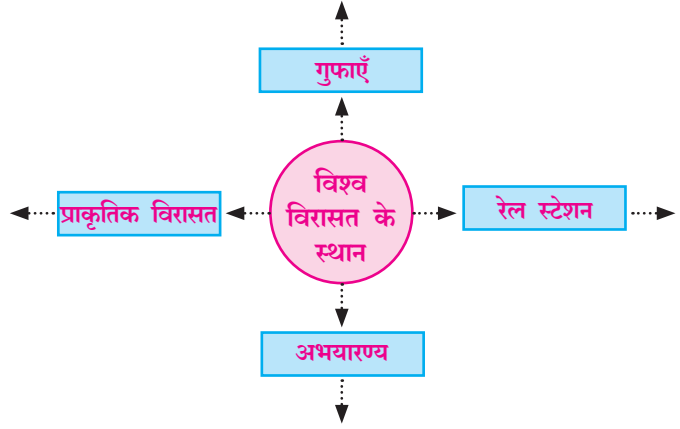 गुफाएँ
विश्व
विरासत के
स्थान
प्राकृतिक विरासत
रेल स्टेशन
अभयारण्य